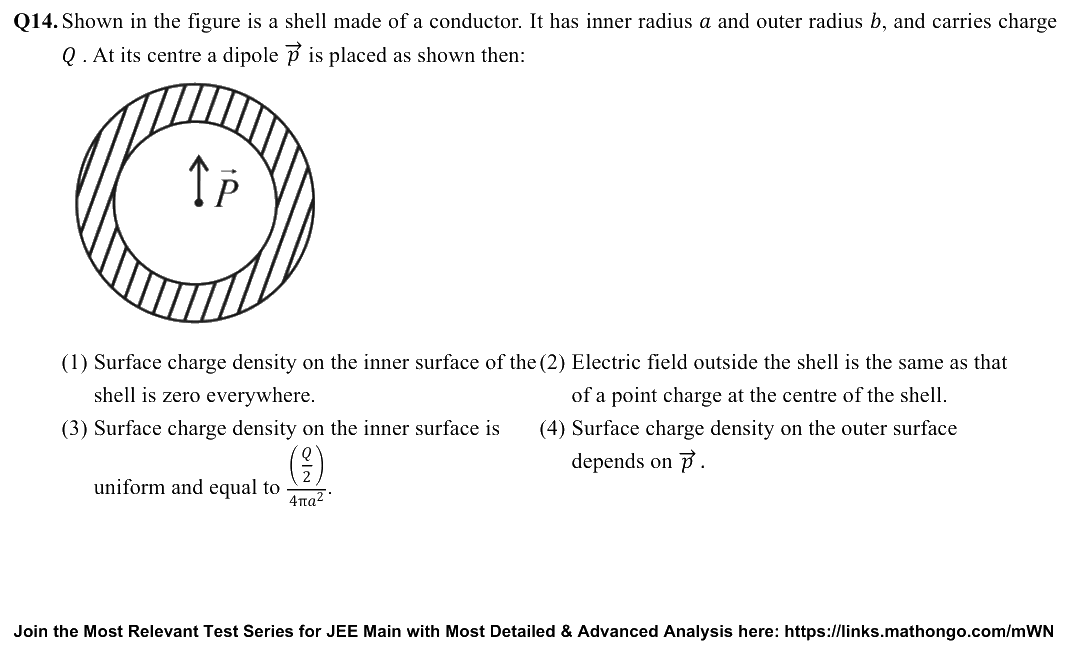 Q14. Shown in the figure is a shell made of a conductor. It has inner radius a and outer radius b, and carries charge
Q . At its centre a dipole p⃗ is placed as shown then:
P⃗
(1) Surface charge density on the inner surface of the
shell is zero everywhere.
(2) Electric field outside the shell is the same as that
of a point charge at the centre of the shell.
(3) Surface charge density on the inner surface is
uniform and equal to (Q/2)/4πa².
(4) Surface charge density on the outer surface
depends on p⃗ .
Join the Most Relevant Test Series for JEE Main with Most Detailed & Advanced Analysis here: https://links.mathongo.com/mWN